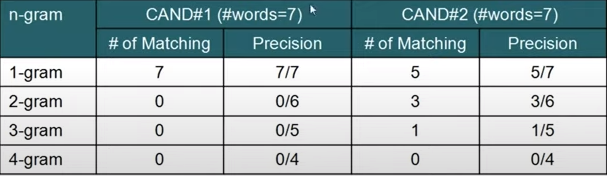 n-gram CAND#1 (#words=7) CAND#2 (#words=7)
# of Matching Precision # of Matching Precision
1-gram 7 7/7 5 5/7
2-gram 0 0/6 3 3/6
3-gram 0 0/5 1 1/5
4-gram 0 0/4 0 0/4